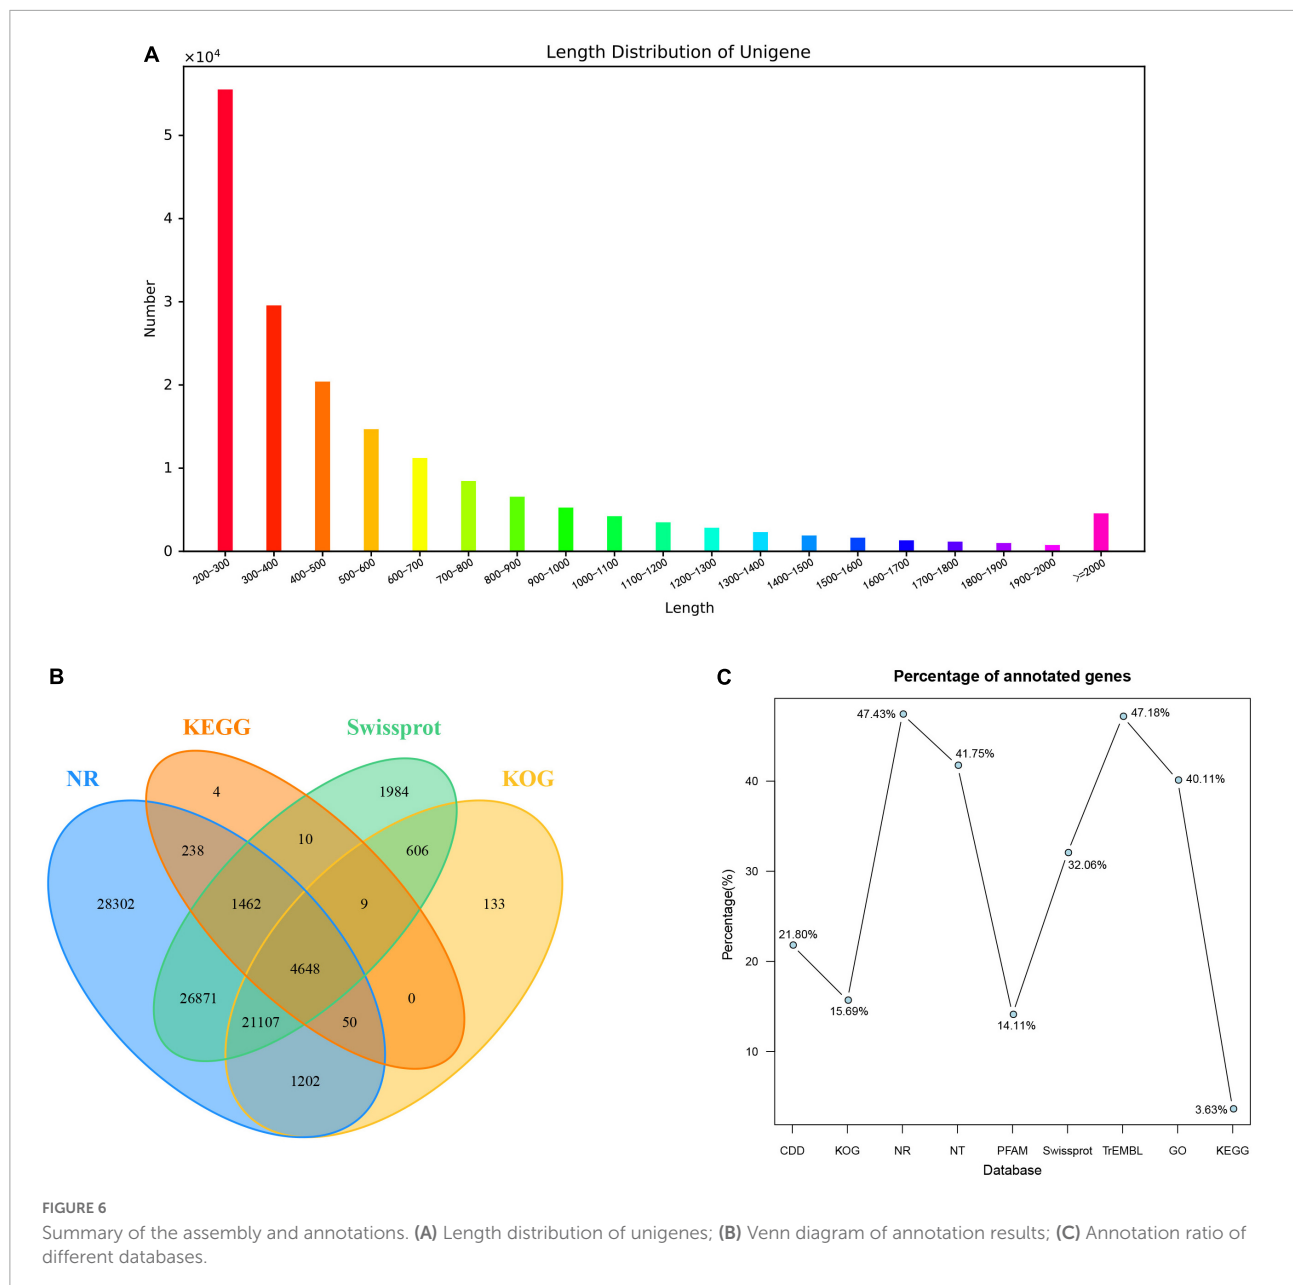 A
×10⁴
Length Distribution of Unigene
5
4
3
2
1
0
Number
200–300
300–400
400–500
500–600
600–700
700–800
800–900
900–1000
1000–1100
1100–1200
1200–1300
1300–1400
1400–1500
1500–1600
1600–1700
1700–1800
1800–1900
1900–2000
>=2000
Length
B
KEGG
Swissprot
NR
KOG
4
1984
10
238
606
28302
1462
9
133
4648
26871
0
21107
50
1202
C
Percentage of annotated genes
Percentage(%)
40
30
20
10
21.80%
15.69%
47.43%
41.75%
14.11%
32.06%
47.18%
40.11%
3.63%
CDD
KOG
NR
NT
PFAM
Swissprot
TrEMBL
GO
KEGG
Database
FIGURE 6
Summary of the assembly and annotations. (A) Length distribution of unigenes; (B) Venn diagram of annotation results; (C) Annotation ratio of
different databases.